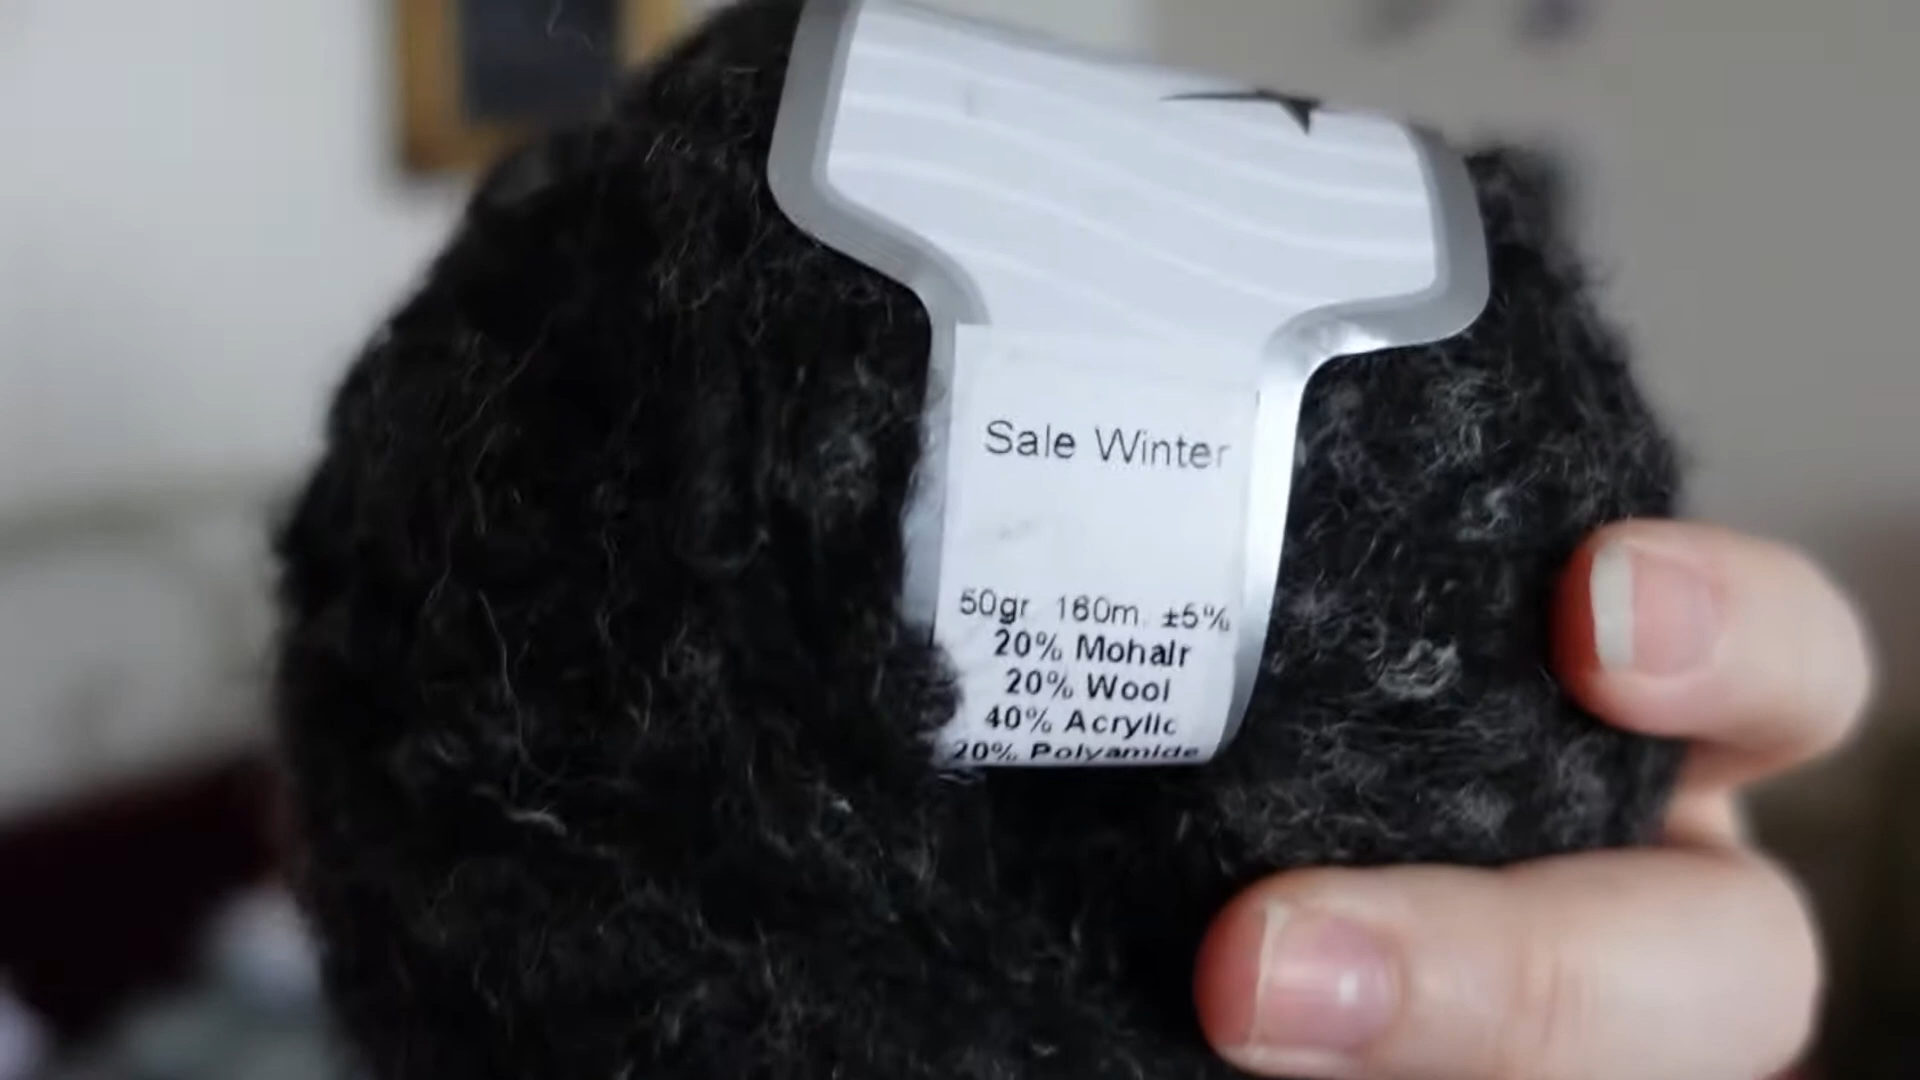 Sale Winter
50gr 160m. ±5%
20% Mohair
20% Wool
40% Acrylic
20% Polyamide